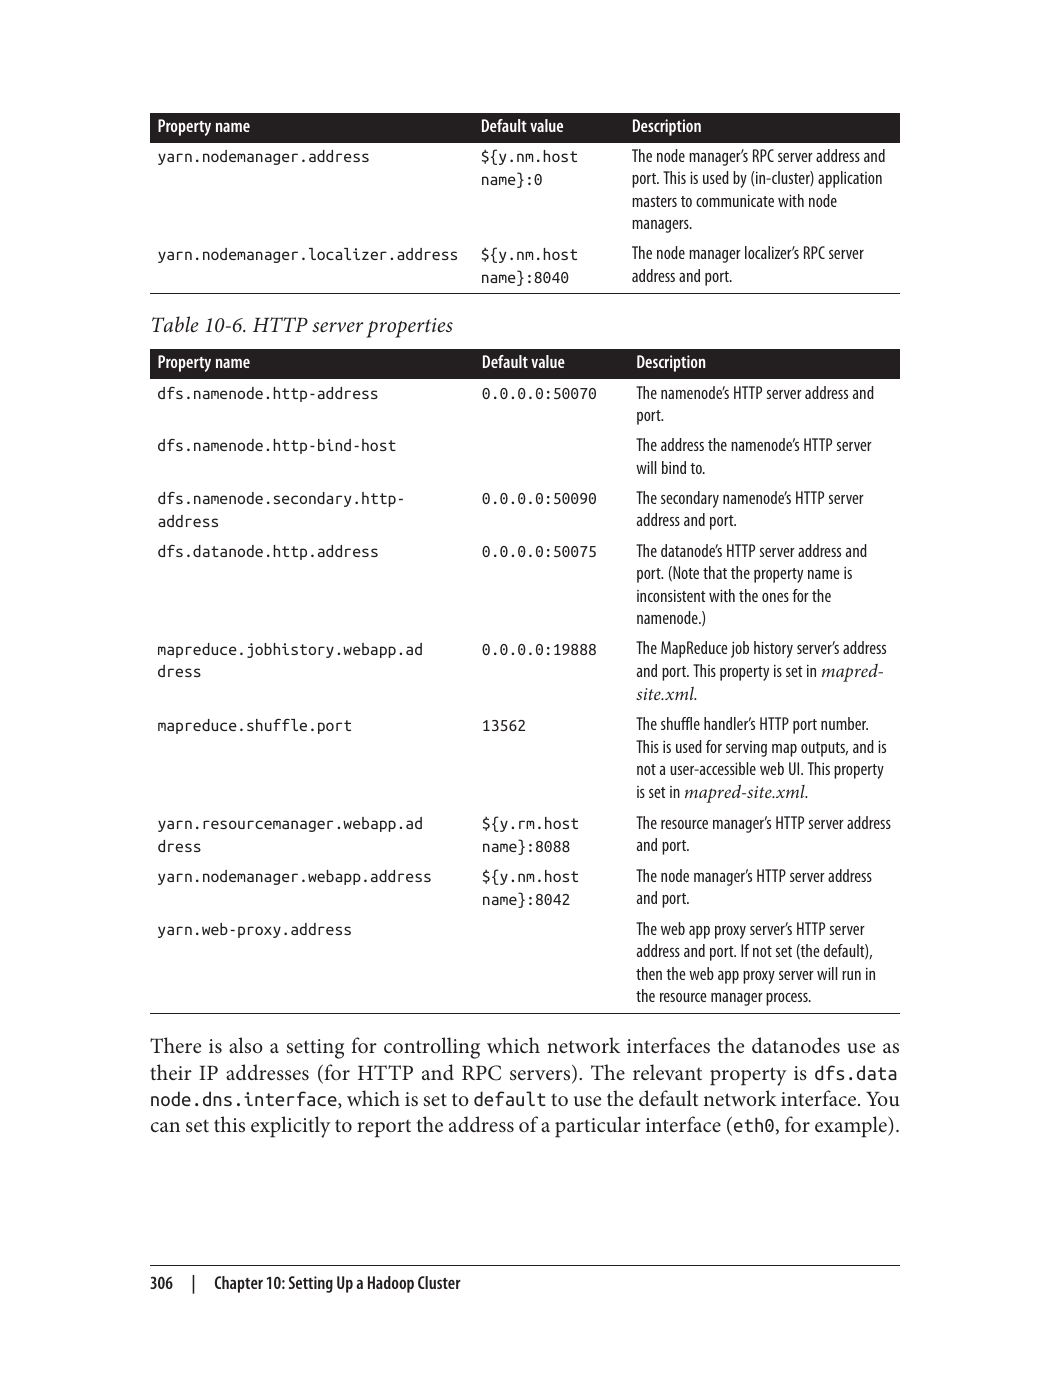 Property name Default value Description
yarn.nodemanager.address ${y.nm.host The node manager’s RPC server address and
name}:0 port. This is used by (in-cluster) application
masters to communicate with node
managers.
yarn.nodemanager.localizer.address ${y.nm.host The node manager localizer’s RPC server
name}:8040 address and port.
Table 10-6. HTTP server properties
Property name Default value Description
dfs.namenode.http-address 0.0.0.0:50070 The namenode’s HTTP server address and
port.
dfs.namenode.http-bind-host The address the namenode’s HTTP server
will bind to.
dfs.namenode.secondary.http- 0.0.0.0:50090 The secondary namenode’s HTTP server
address address and port.
dfs.datanode.http.address 0.0.0.0:50075 The datanode’s HTTP server address and
port. (Note that the property name is
inconsistent with the ones for the
namenode.)
mapreduce.jobhistory.webapp.ad 0.0.0.0:19888 The MapReduce job history server’s address
dress and port. This property is set in mapred-
site.xml.
mapreduce.shuffle.port 13562 The shuffle handler’s HTTP port number.
This is used for serving map outputs, and is
not a user-accessible web UI. This property
is set in mapred-site.xml.
yarn.resourcemanager.webapp.ad ${y.rm.host The resource manager’s HTTP server address
dress name}:8088 and port.
yarn.nodemanager.webapp.address ${y.nm.host The node manager’s HTTP server address
name}:8042 and port.
yarn.web-proxy.address The web app proxy server’s HTTP server
address and port. If not set (the default),
then the web app proxy server will run in
the resource manager process.
There is also a setting for controlling which network interfaces the datanodes use as
their IP addresses (for HTTP and RPC servers). The relevant property is dfs.data
node.dns.interface, which is set to default to use the default network interface. You
can set this explicitly to report the address of a particular interface (eth0, for example).
306 | Chapter 10: Setting Up a Hadoop Cluster